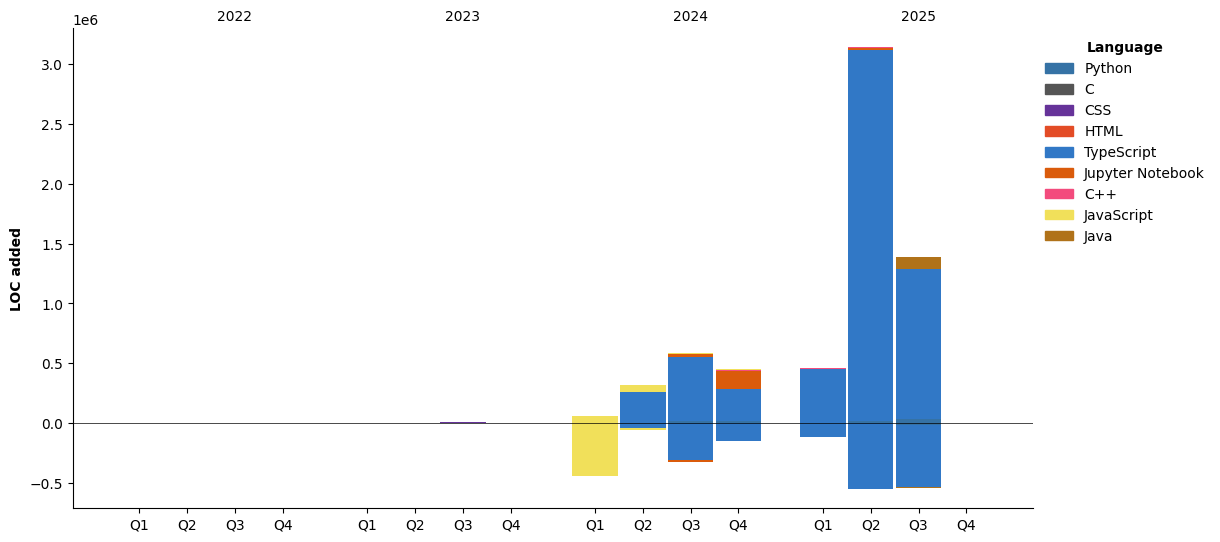 1e6
2022 2023 2024 2025
Language
Python
C
CSS
HTML
TypeScript
Jupyter Notebook
C++
JavaScript
Java
LOC added
3.0
2.5
2.0
1.5
1.0
0.5
0.0
−0.5
Q1 Q2 Q3 Q4 Q1 Q2 Q3 Q4 Q1 Q2 Q3 Q4 Q1 Q2 Q3 Q4